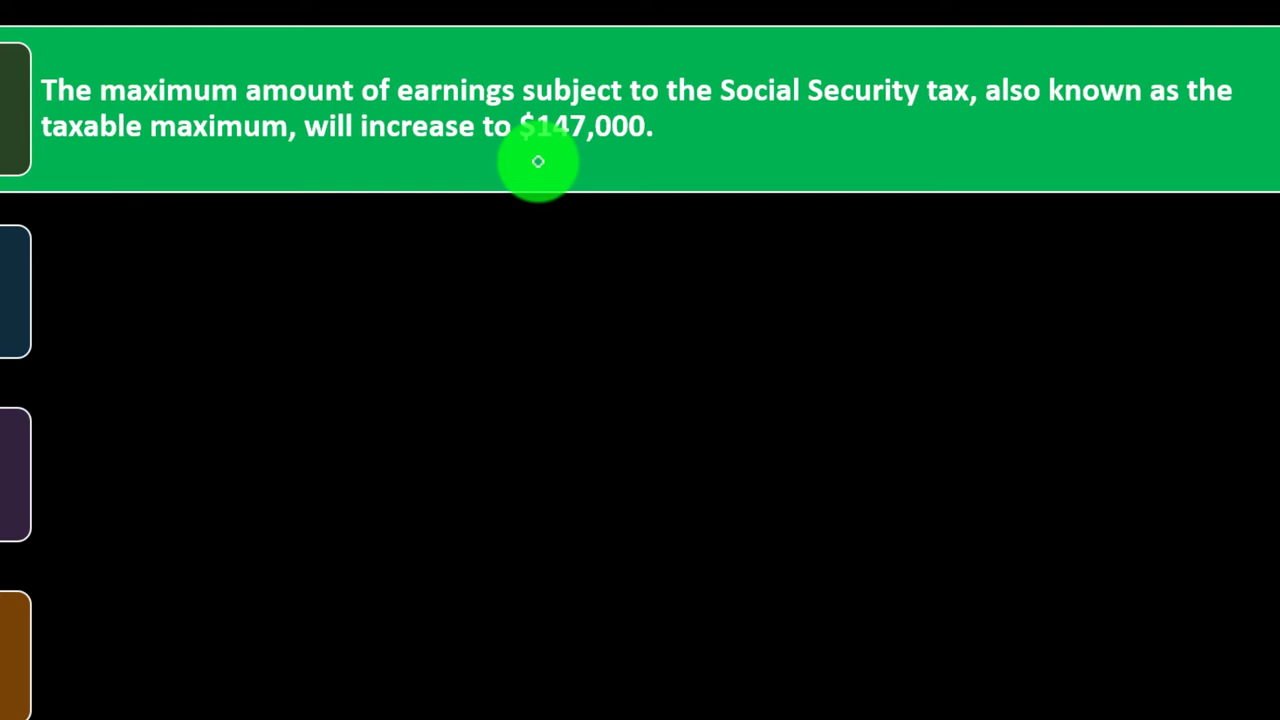 The maximum amount of earnings subject to the Social Security tax, also known as the
taxable maximum, will increase to $147,000.